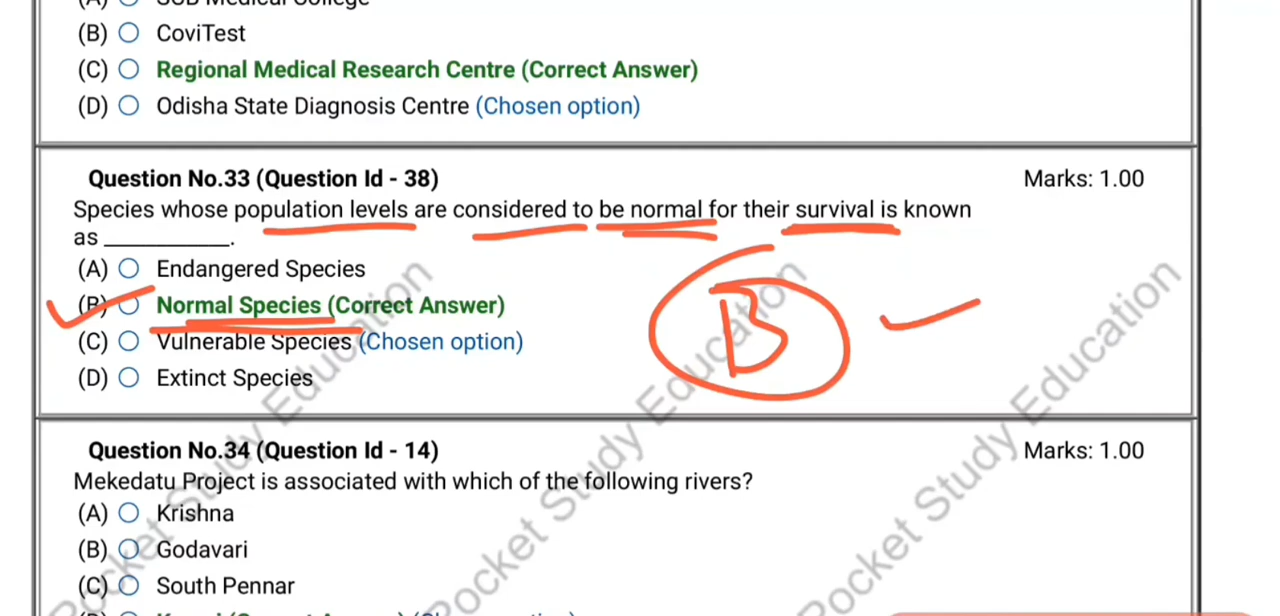 (A) SCB Medical College
(B) CoviTest
(C) Regional Medical Research Centre (Correct Answer)
(D) Odisha State Diagnosis Centre (Chosen option)
Question No.33 (Question Id - 38) Marks: 1.00
Species whose population levels are considered to be normal for their survival is known
as __________.
(A) Endangered Species
(B) Normal Species (Correct Answer)
(C) Vulnerable Species (Chosen option)
(D) Extinct Species
B
Question No.34 (Question Id - 14) Marks: 1.00
Mekedatu Project is associated with which of the following rivers?
(A) Krishna
(B) Godavari
(C) South Pennar
Pocket Study Education
Pocket Study Education
Pocket Study Education